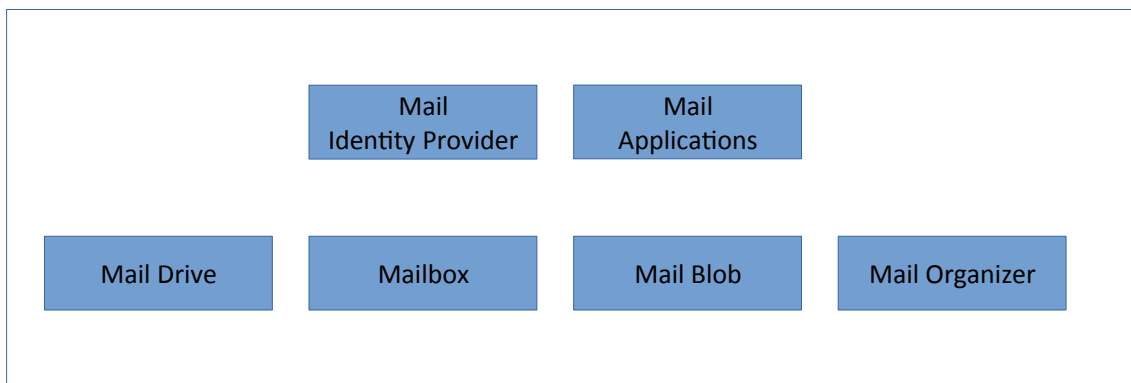 Mail
Identity Provider
Mail
Applications
Mail Drive
Mailbox
Mail Blob
Mail Organizer